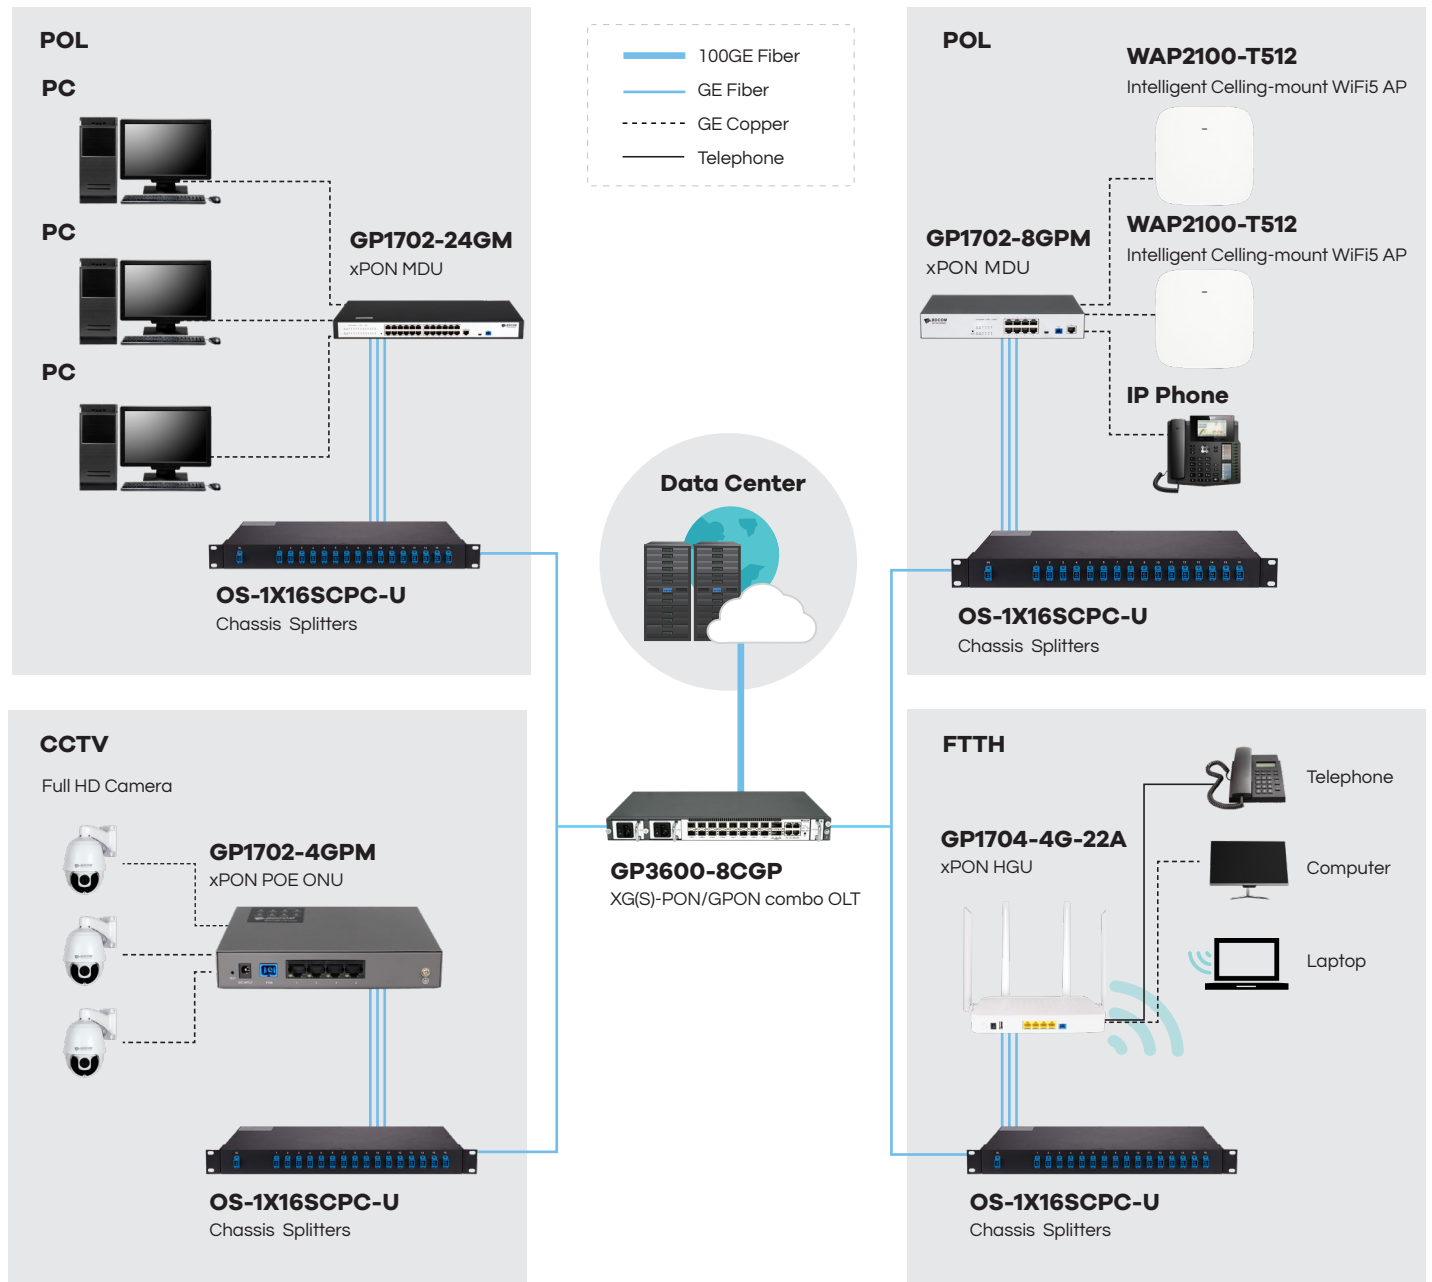 POL
PC
PC
PC
GP1702-24GM
xPON MDU
BDCOM
OS-1X16SCPC-U
Chassis Splitters
100GE Fiber
GE Fiber
GE Copper
Telephone
POL
WAP2100-T512
Intelligent Celling-mount WiFi5 AP
WAP2100-T512
Intelligent Celling-mount WiFi5 AP
GP1702-8GPM
xPON MDU
BDCOM
IP Phone
OS-1X16SCPC-U
Chassis Splitters
Data Center
GP3600-8CGP
XG(S)-PON/GPON combo OLT
CCTV
Full HD Camera
GP1702-4GPM
xPON POE ONU
OS-1X16SCPC-U
Chassis Splitters
FTTH
Telephone
GP1704-4G-22A
xPON HGU
Computer
Laptop
OS-1X16SCPC-U
Chassis Splitters